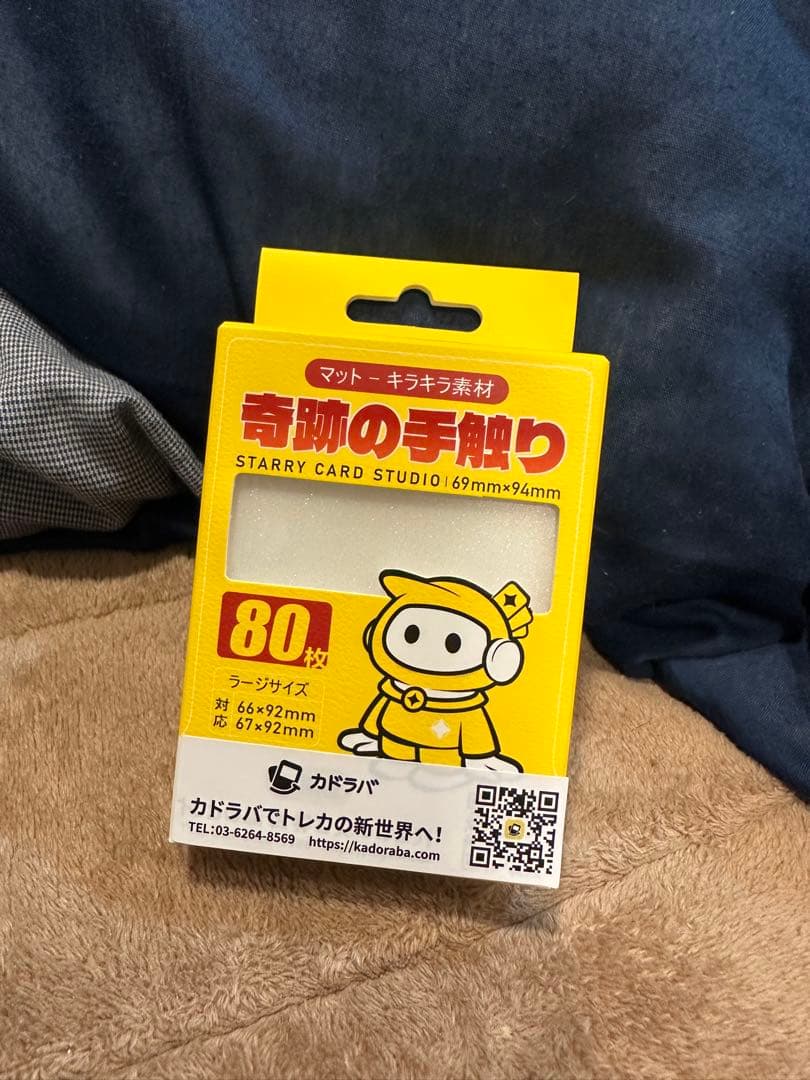 マット - キラキラ素材
奇跡の手触り
STARRY CARD STUDIO | 69mm×94mm
80枚
ラージサイズ
対応 66×92mm
67×92mm
カドラバ
カドラバでトレカの新世界へ!
TEL:03-6264-8569 https://kadoraba.com